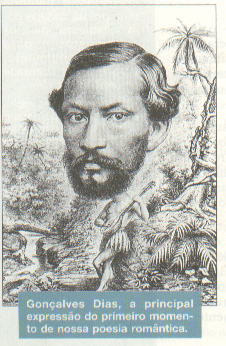 Gonçalves Dias, a principal
expressão do primeiro momen-
to de nossa poesia romântica.